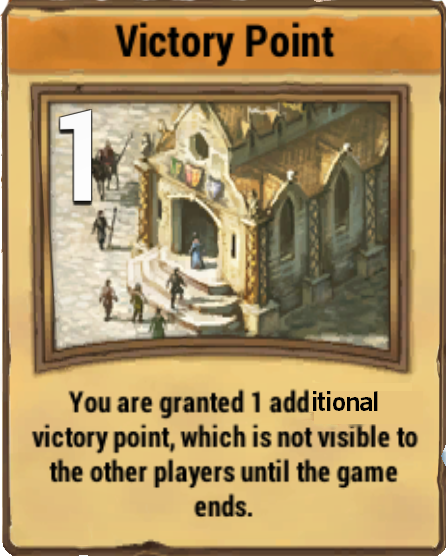 Victory Point
1
You are granted 1 additional
victory point, which is not visible to
the other players until the game
ends.